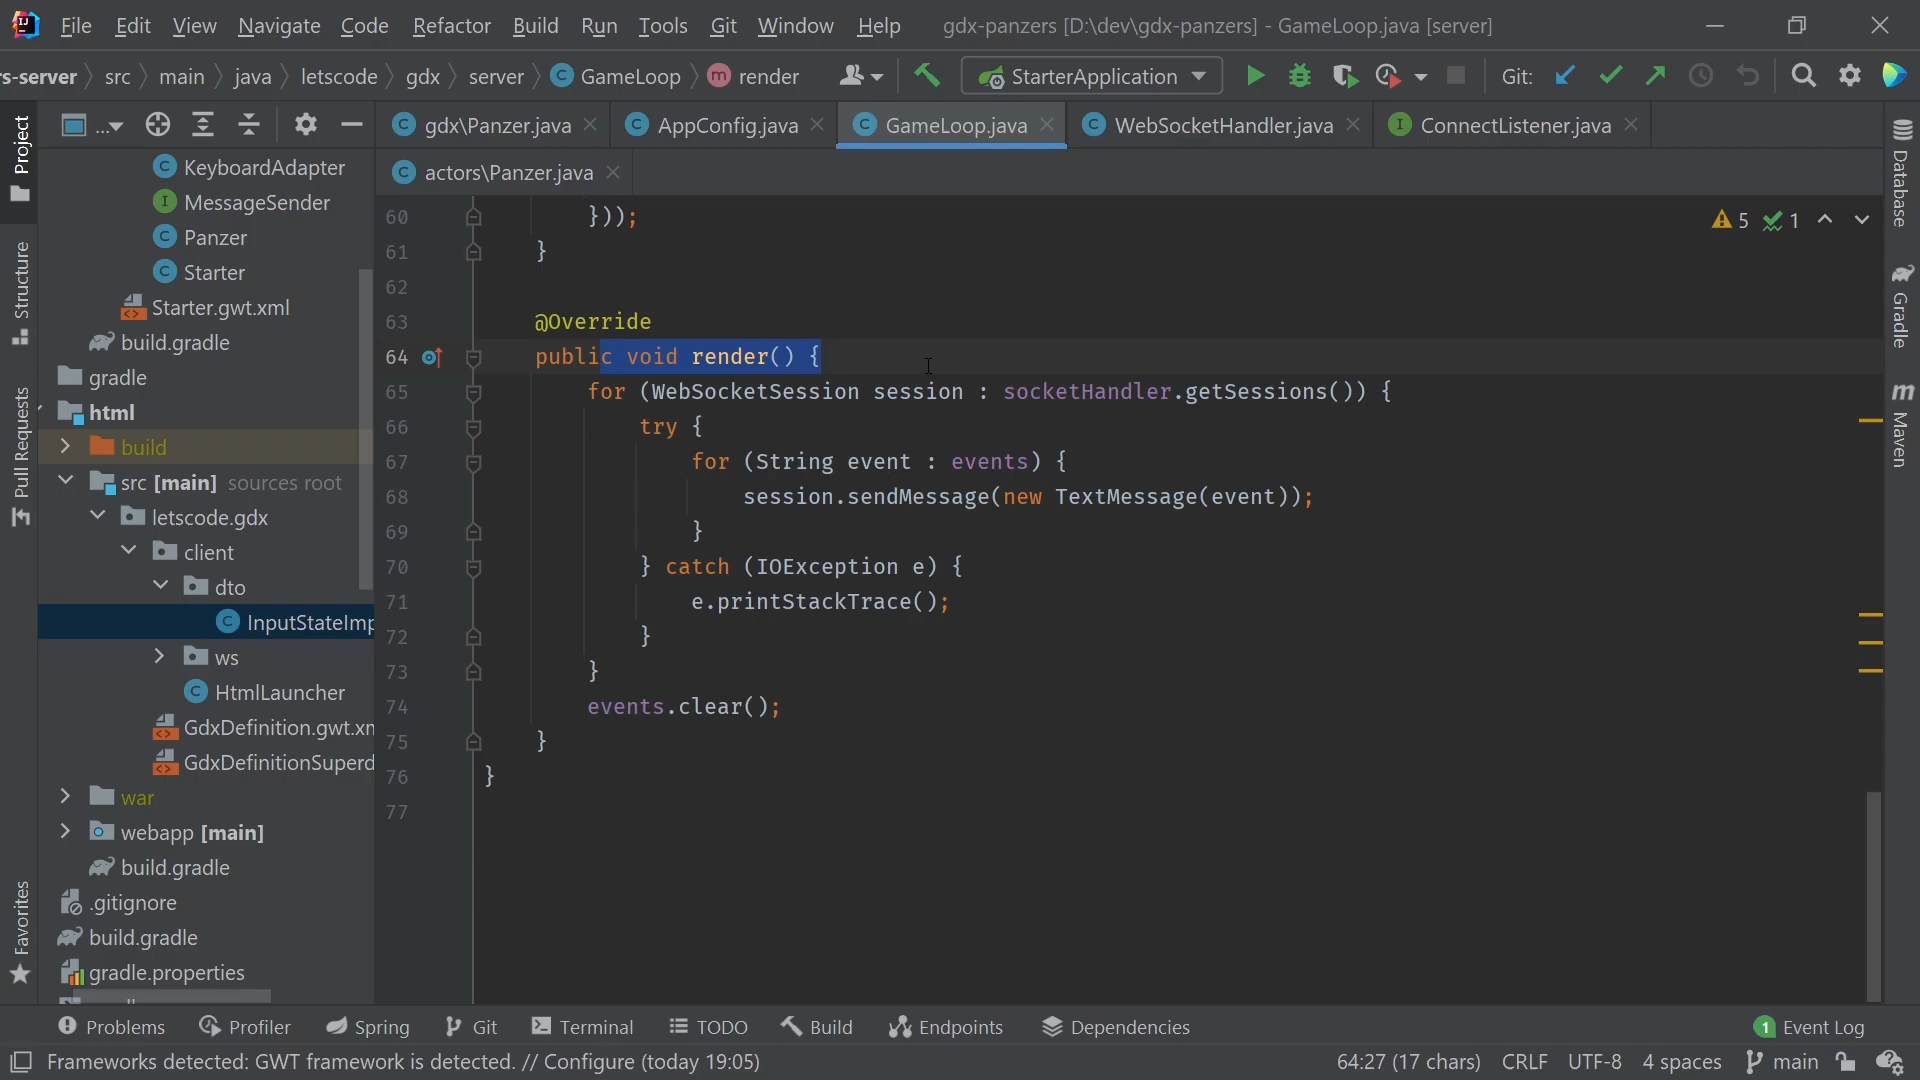 File Edit View Navigate Code Refactor Build Run Tools Git Window Help gdx-panzers [D:\dev\gdx-panzers] - GameLoop.java [server]
rs-server src main java letscode gdx server GameLoop render StarterApplication Git:
gdx\Panzer.java AppConfig.java GameLoop.java WebSocketHandler.java ConnectListener.java
actors\Panzer.java
Project
Structure
Pull Requests
Favorites
KeyboardAdapter
MessageSender
Panzer
Starter
Starter.gwt.xml
build.gradle
gradle
html
build
src [main] sources root
letscode.gdx
client
dto
InputStateImp
ws
HtmlLauncher
GdxDefinition.gwt.xm
GdxDefinitionSuperd
war
webapp [main]
build.gradle
.gitignore
build.gradle
gradle.properties
60 }));
61 }
62
63 @Override
64 public void render() {
65 for (WebSocketSession session : socketHandler.getSessions()) {
66 try {
67 for (String event : events) {
68 session.sendMessage(new TextMessage(event));
69 }
70 } catch (IOException e) {
71 e.printStackTrace();
72 }
73 }
74 events.clear();
75 }
76 }
77
5 1
Database
Gradle
Maven
Problems Profiler Spring Git Terminal TODO Build Endpoints Dependencies 1 Event Log
Frameworks detected: GWT framework is detected. // Configure (today 19:05) 64:27 (17 chars) CRLF UTF-8 4 spaces main